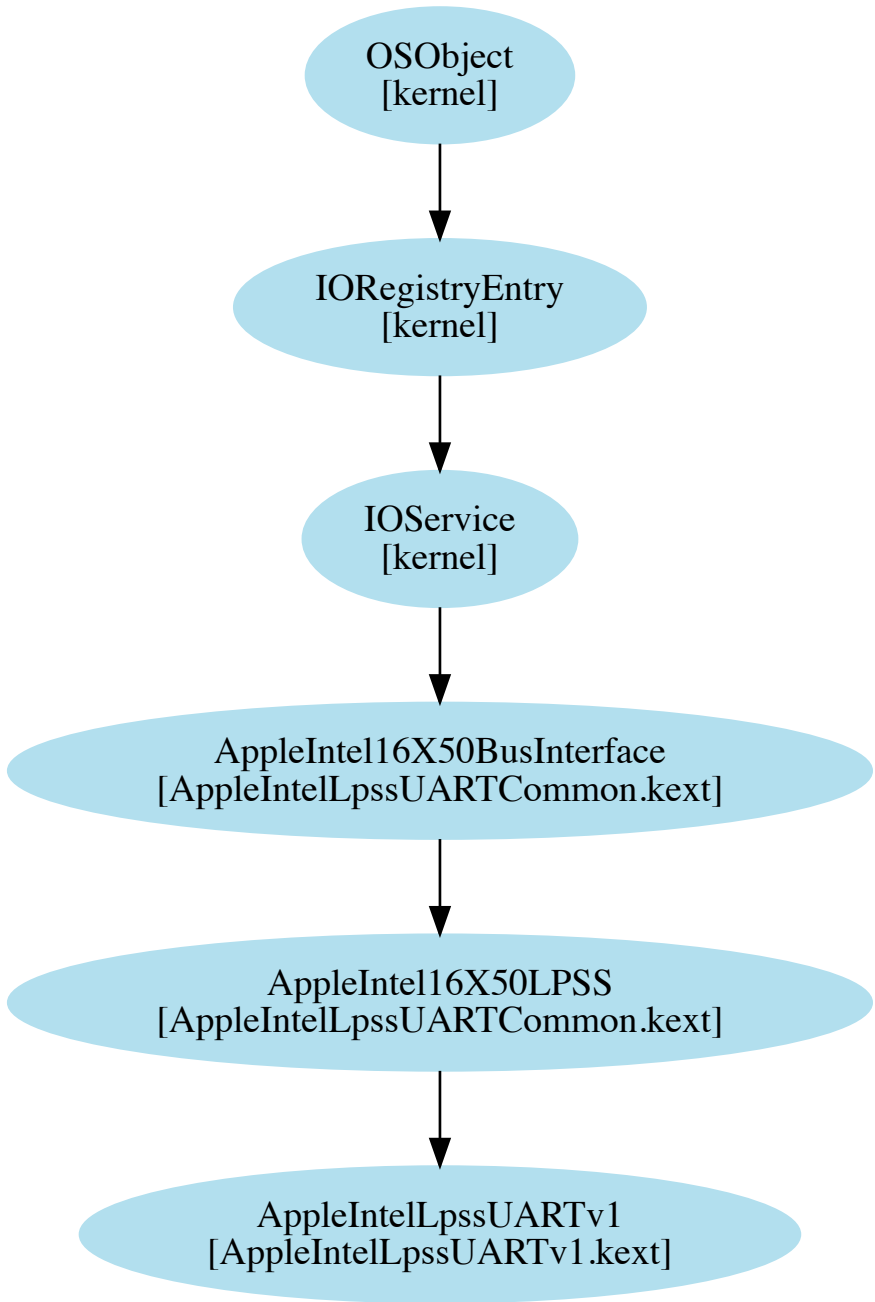 OSObject
[kernel]
IORegistryEntry
[kernel]
IOService
[kernel]
AppleIntel16X50BusInterface
[AppleIntelLpssUARTCommon.kext]
AppleIntel16X50LPSS
[AppleIntelLpssUARTCommon.kext]
AppleIntelLpssUARTv1
[AppleIntelLpssUARTv1.kext]